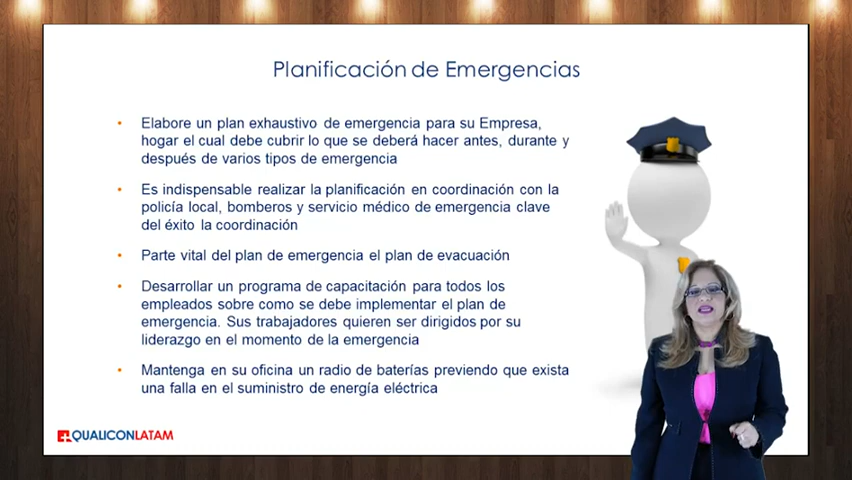 Planificación de Emergencias
• Elabore un plan exhaustivo de emergencia para su Empresa,
hogar el cual debe cubrir lo que se deberá hacer antes, durante y
después de varios tipos de emergencia
• Es indispensable realizar la planificación en coordinación con la
policía local, bomberos y servicio médico de emergencia clave
del éxito la coordinación
• Parte vital del plan de emergencia el plan de evacuación
• Desarrollar un programa de capacitación para todos los
empleados sobre como se debe implementar el plan de
emergencia. Sus trabajadores quieren ser dirigidos por su
liderazgo en el momento de la emergencia
• Mantenga en su oficina un radio de baterías previendo que exista
una falla en el suministro de energía eléctrica
QUALICONLATAM